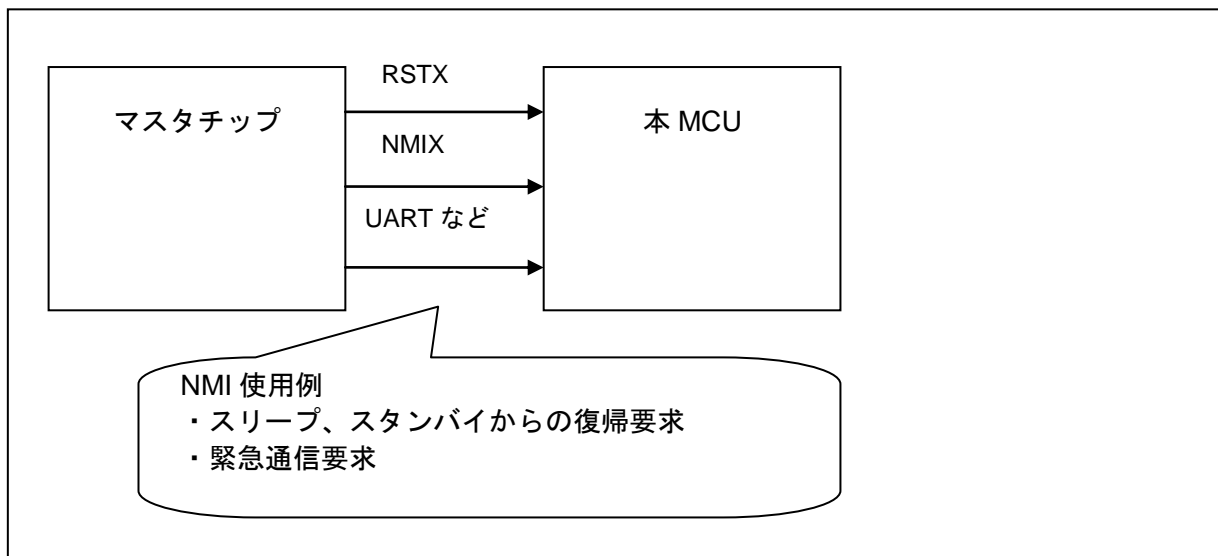 RSTX
マスタチップ
本 MCU
NMIX
UART など
NMI 使用例
・スリープ、スタンバイからの復帰要求
・緊急通信要求